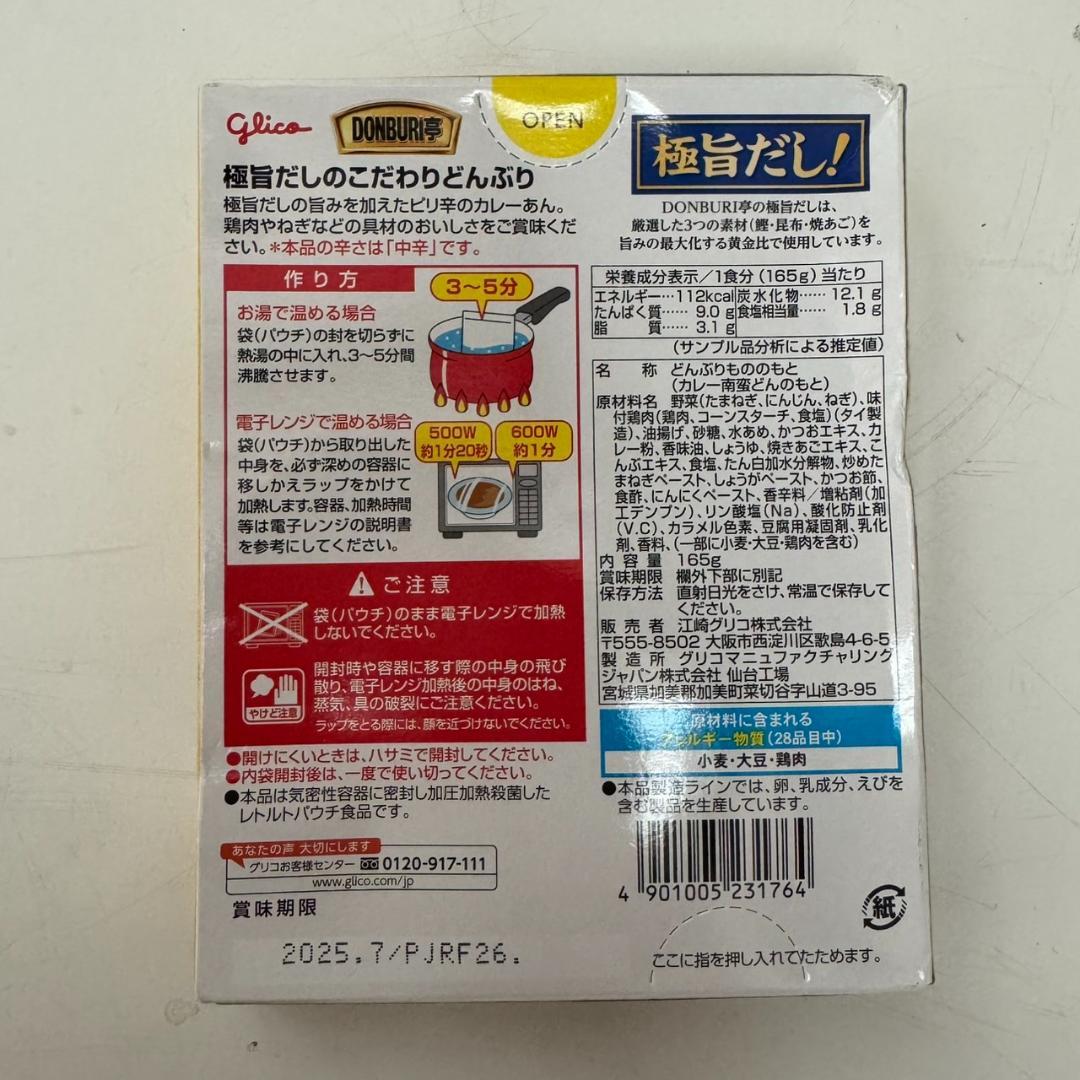 Glico
DONBURI亭
OPEN
極旨だし!
極旨だしのこだわりどんぶり
極旨だしの旨みを加えたピリ辛のカレーあん。
鶏肉やねぎなどの具材のおいしさをご賞味くだ
さい。*本品の辛さは「中辛」です。
DONBURI亭の極旨だしは、
厳選した3つの素材(鰹・昆布・焼あご)を
旨みの最大化する黄金比で使用しています。
作り方
お湯で温める場合
袋(パウチ)の封を切らずに
熱湯の中に入れ、3〜5分間
沸騰させます。
3〜5分
電子レンジで温める場合
袋(パウチ)から取り出した
中身を、必ず深めの容器に
移しかえラップをかけて
加熱します。容器、加熱時間
等は電子レンジの説明書
を参考にしてください。
500W
約1分20秒
600W
約1分
ご注意
袋(パウチ)のまま電子レンジで加熱
しないでください。
やけど注意
開封時や容器に移す際の中身の飛び
散り、電子レンジ加熱後の中身のはね、
蒸気、具の破裂にご注意ください。
ラップをとる際には、顔を近づけないでください。
●開けにくいときは、ハサミで開封してください。
●内袋開封後は、一度で使い切ってください。
●本品は気密性容器に密封し加圧加熱殺菌した
レトルトパウチ食品です。
あなたの声 大切にします
グリコお客様センター 0120-917-111
www.glico.com/jp
賞味期限
2025.7/PJRF26.
栄養成分表示/1食分(165g)当たり
エネルギー…112kcal 炭水化物…… 12.1 g
たんぱく質…… 9.0 g 食塩相当量…… 1.8 g
脂 質…… 3.1 g
(サンプル品分析による推定値)
名 称 どんぶりもののもと
(カレー南蛮どんのもと)
原材料名 野菜(たまねぎ、にんじん、ねぎ)、味
付鶏肉(鶏肉、コーンスターチ、食塩)(タイ製
造)、油揚げ、砂糖、水あめ、かつおエキス、カ
レー粉、香味油、しょうゆ、焼きあごエキス、こ
んぶエキス、食塩、たん白加水分解物、炒めた
まねぎペースト、しょうがペースト、かつお節、
食酢、にんにくペースト、香辛料/増粘剤(加
工デンプン)、リン酸塩(Na)、酸化防止剤
(V.C)、カラメル色素、豆腐用凝固剤、乳化
剤、香料、(一部に小麦・大豆・鶏肉を含む)
内 容 量 165g
賞味期限 欄外下部に別記
保存方法 直射日光をさけ、常温で保存して
ください。
販 売 者 江崎グリコ株式会社
〒555-8502 大阪市西淀川区歌島4-6-5
製 造 所 グリコマニュファクチャリング
ジャパン株式会社 仙台工場
宮城県加美郡加美町菜切谷字山道3-95
原材料に含まれる
アレルギー物質(28品目中)
小麦・大豆・鶏肉
●本品製造ラインでは、卵、乳成分、えびを
含む製品を生産しています。
4 901005 231764
紙
ここに指を押し入れてたためます。